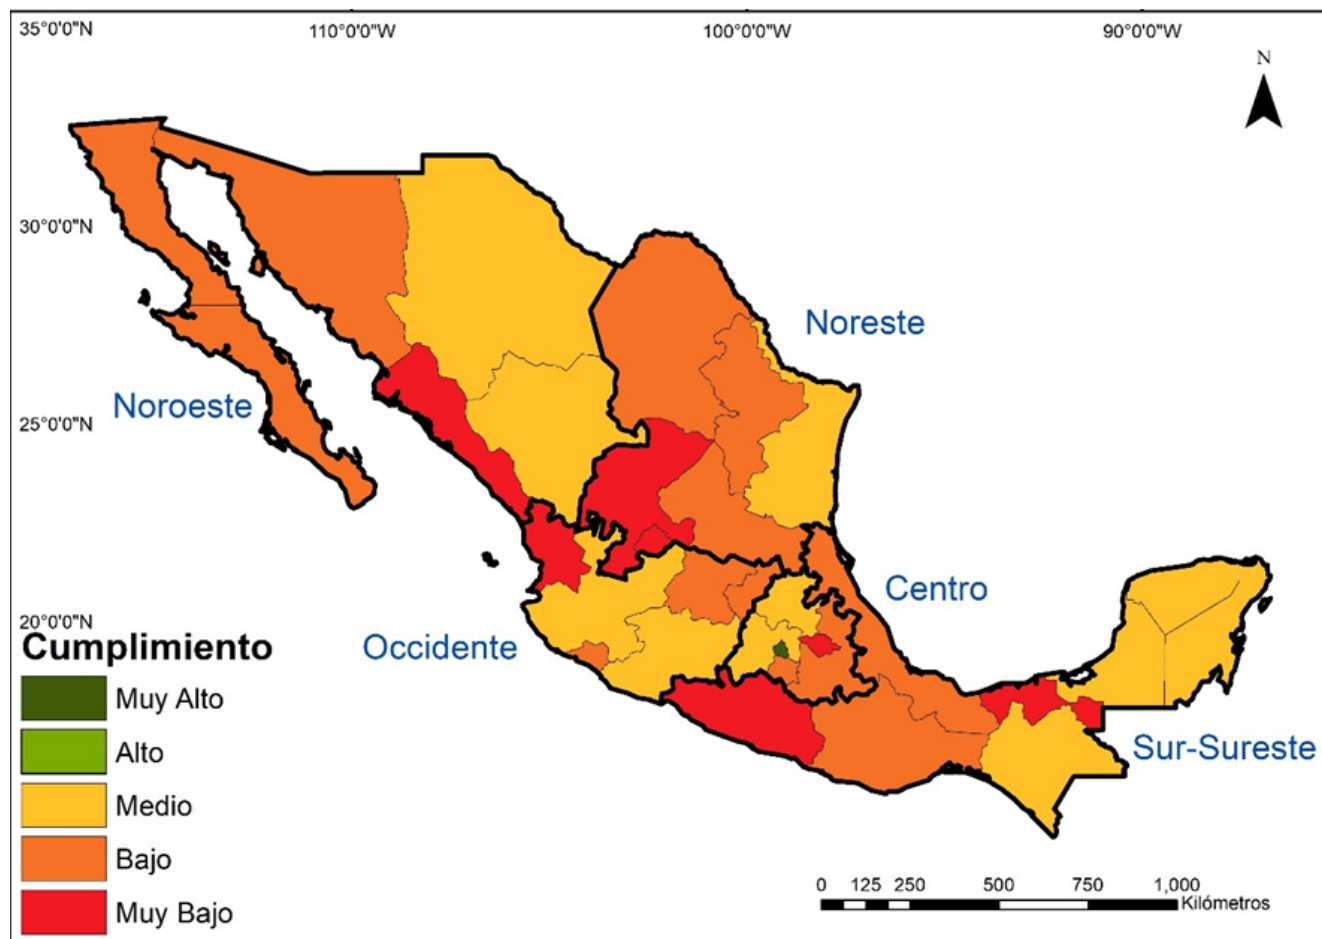 35°0'0"N
110°0'0"W
100°0'0"W
90°0'0"W
N
30°0'0"N
Noreste
Noroeste
25°0'0"N
Centro
20°0'0"N
Occidente
Sur-Sureste
Cumplimiento
Muy Alto
Alto
Medio
Bajo
Muy Bajo
0 125 250 500 750 1,000
Kilómetros